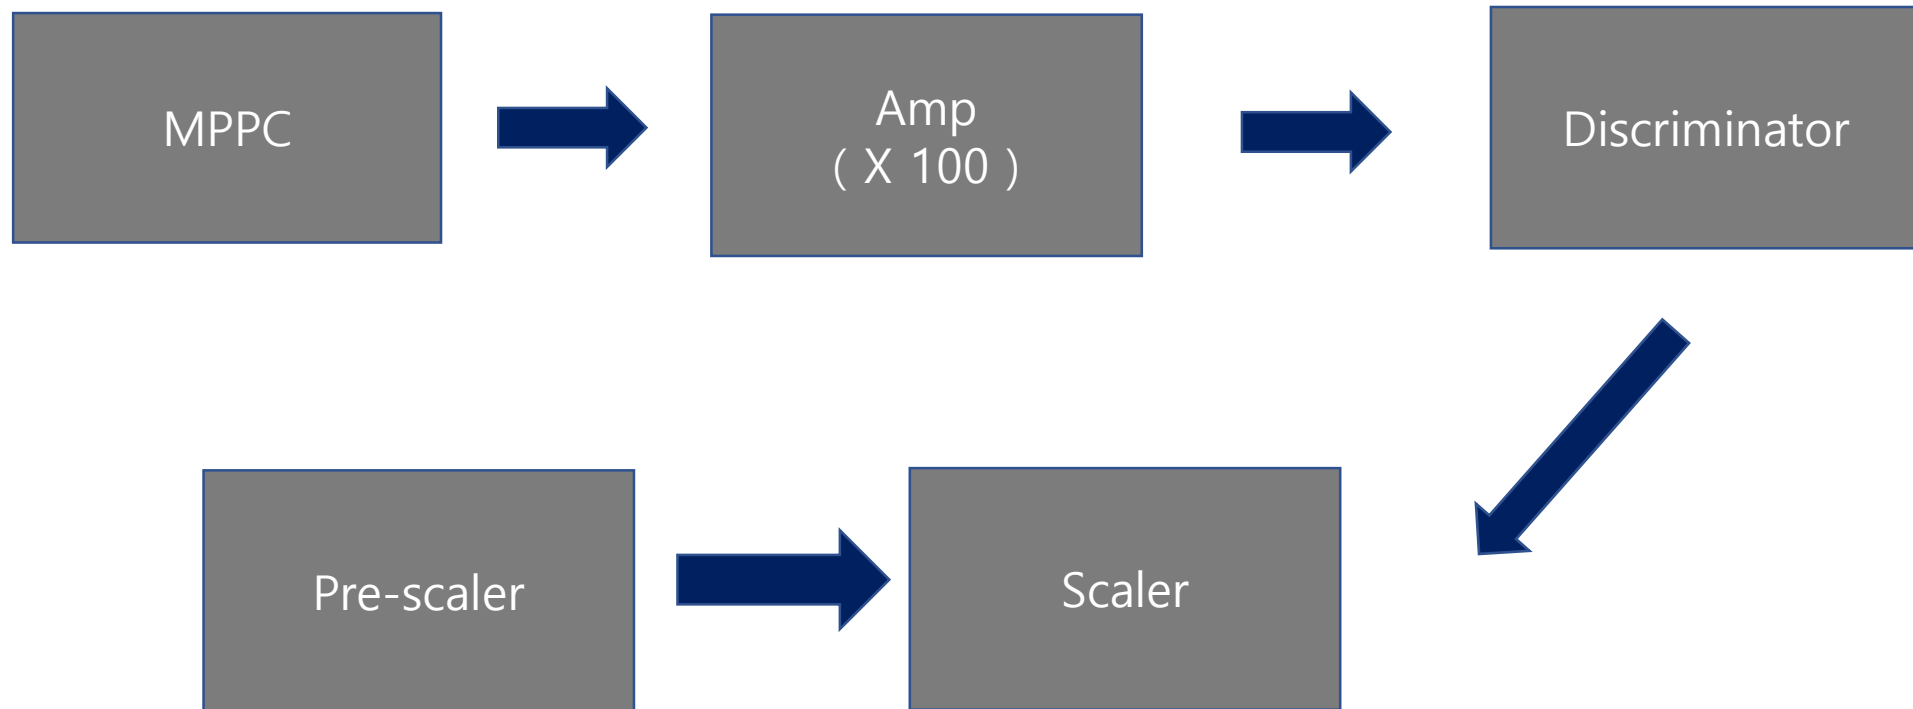 MPPC
Amp
( X 100 )
Discriminator
Pre-scaler
Scaler